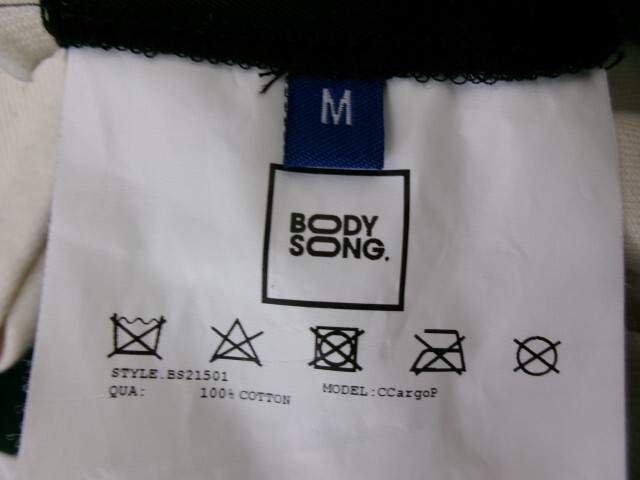 M
BODY
SONG.
STYLE.BS21501
QUA: 100% COTTON
MODEL:CCargoP